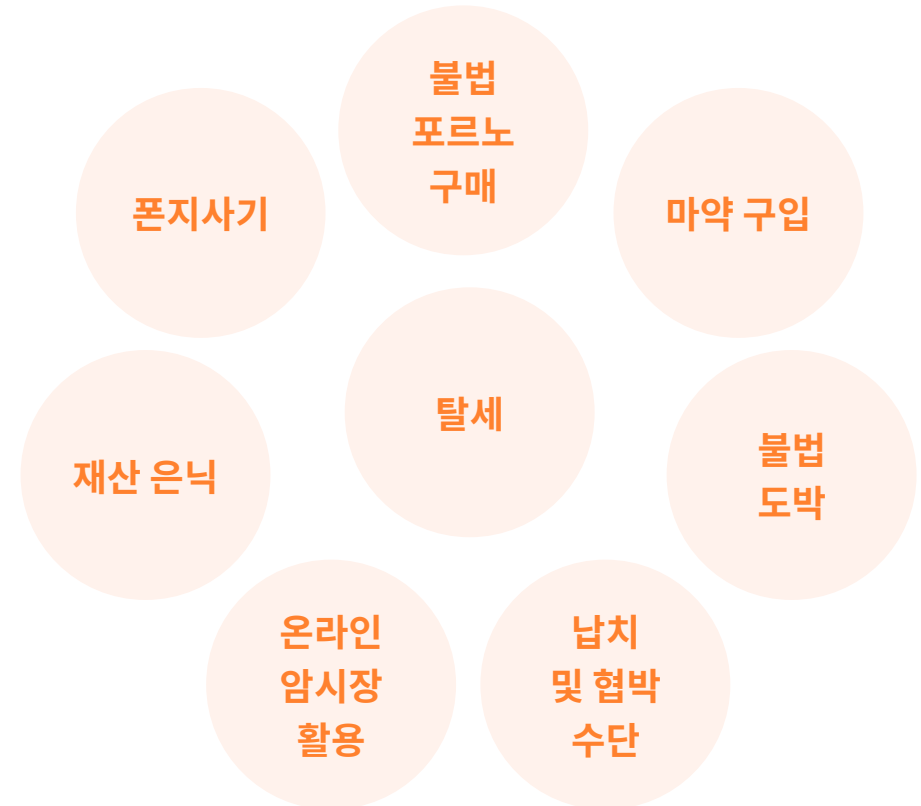 불법
포르노
구매
폰지사기
마약 구입
탈세
재산 은닉
불법
도박
온라인
암시장
활용
납치
및 협박
수단